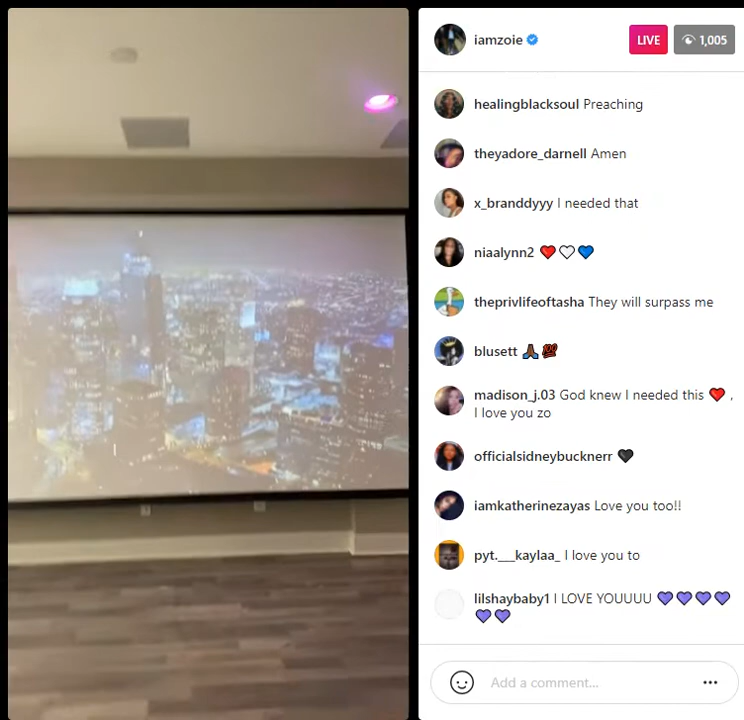 iamzoie
LIVE
1,005
healingblacksoul Preaching
theyadore_darnell Amen
x_branddyyy I needed that
niaalynn2 ❤️🤍💙
theprivlifeoftasha They will surpass me
blusett 🙏🏾💯
madison_j.03 God knew I needed this ❤️ ,
I love you zo
officialsidneybucknerr 🖤
iamkatherinezayas Love you too!!
pyt.___kaylaa_ I love you to
lilshaybaby1 I LOVE YOUUUU 💜💜💜💜
💜💜
Add a comment...